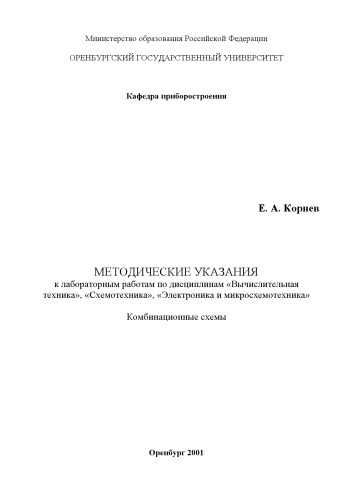 Министерство образования Российской Федерации
ОРЕНБУРГСКИЙ ГОСУДАРСТВЕННЫЙ УНИВЕРСИТЕТ
Кафедра приборостроения
Е. А. Корнев
МЕТОДИЧЕСКИЕ УКАЗАНИЯ
к лабораторным работам по дисциплинам «Вычислительная
техника», «Схемотехника», «Электроника и микросхемотехника»
Комбинационные схемы
Оренбург 2001